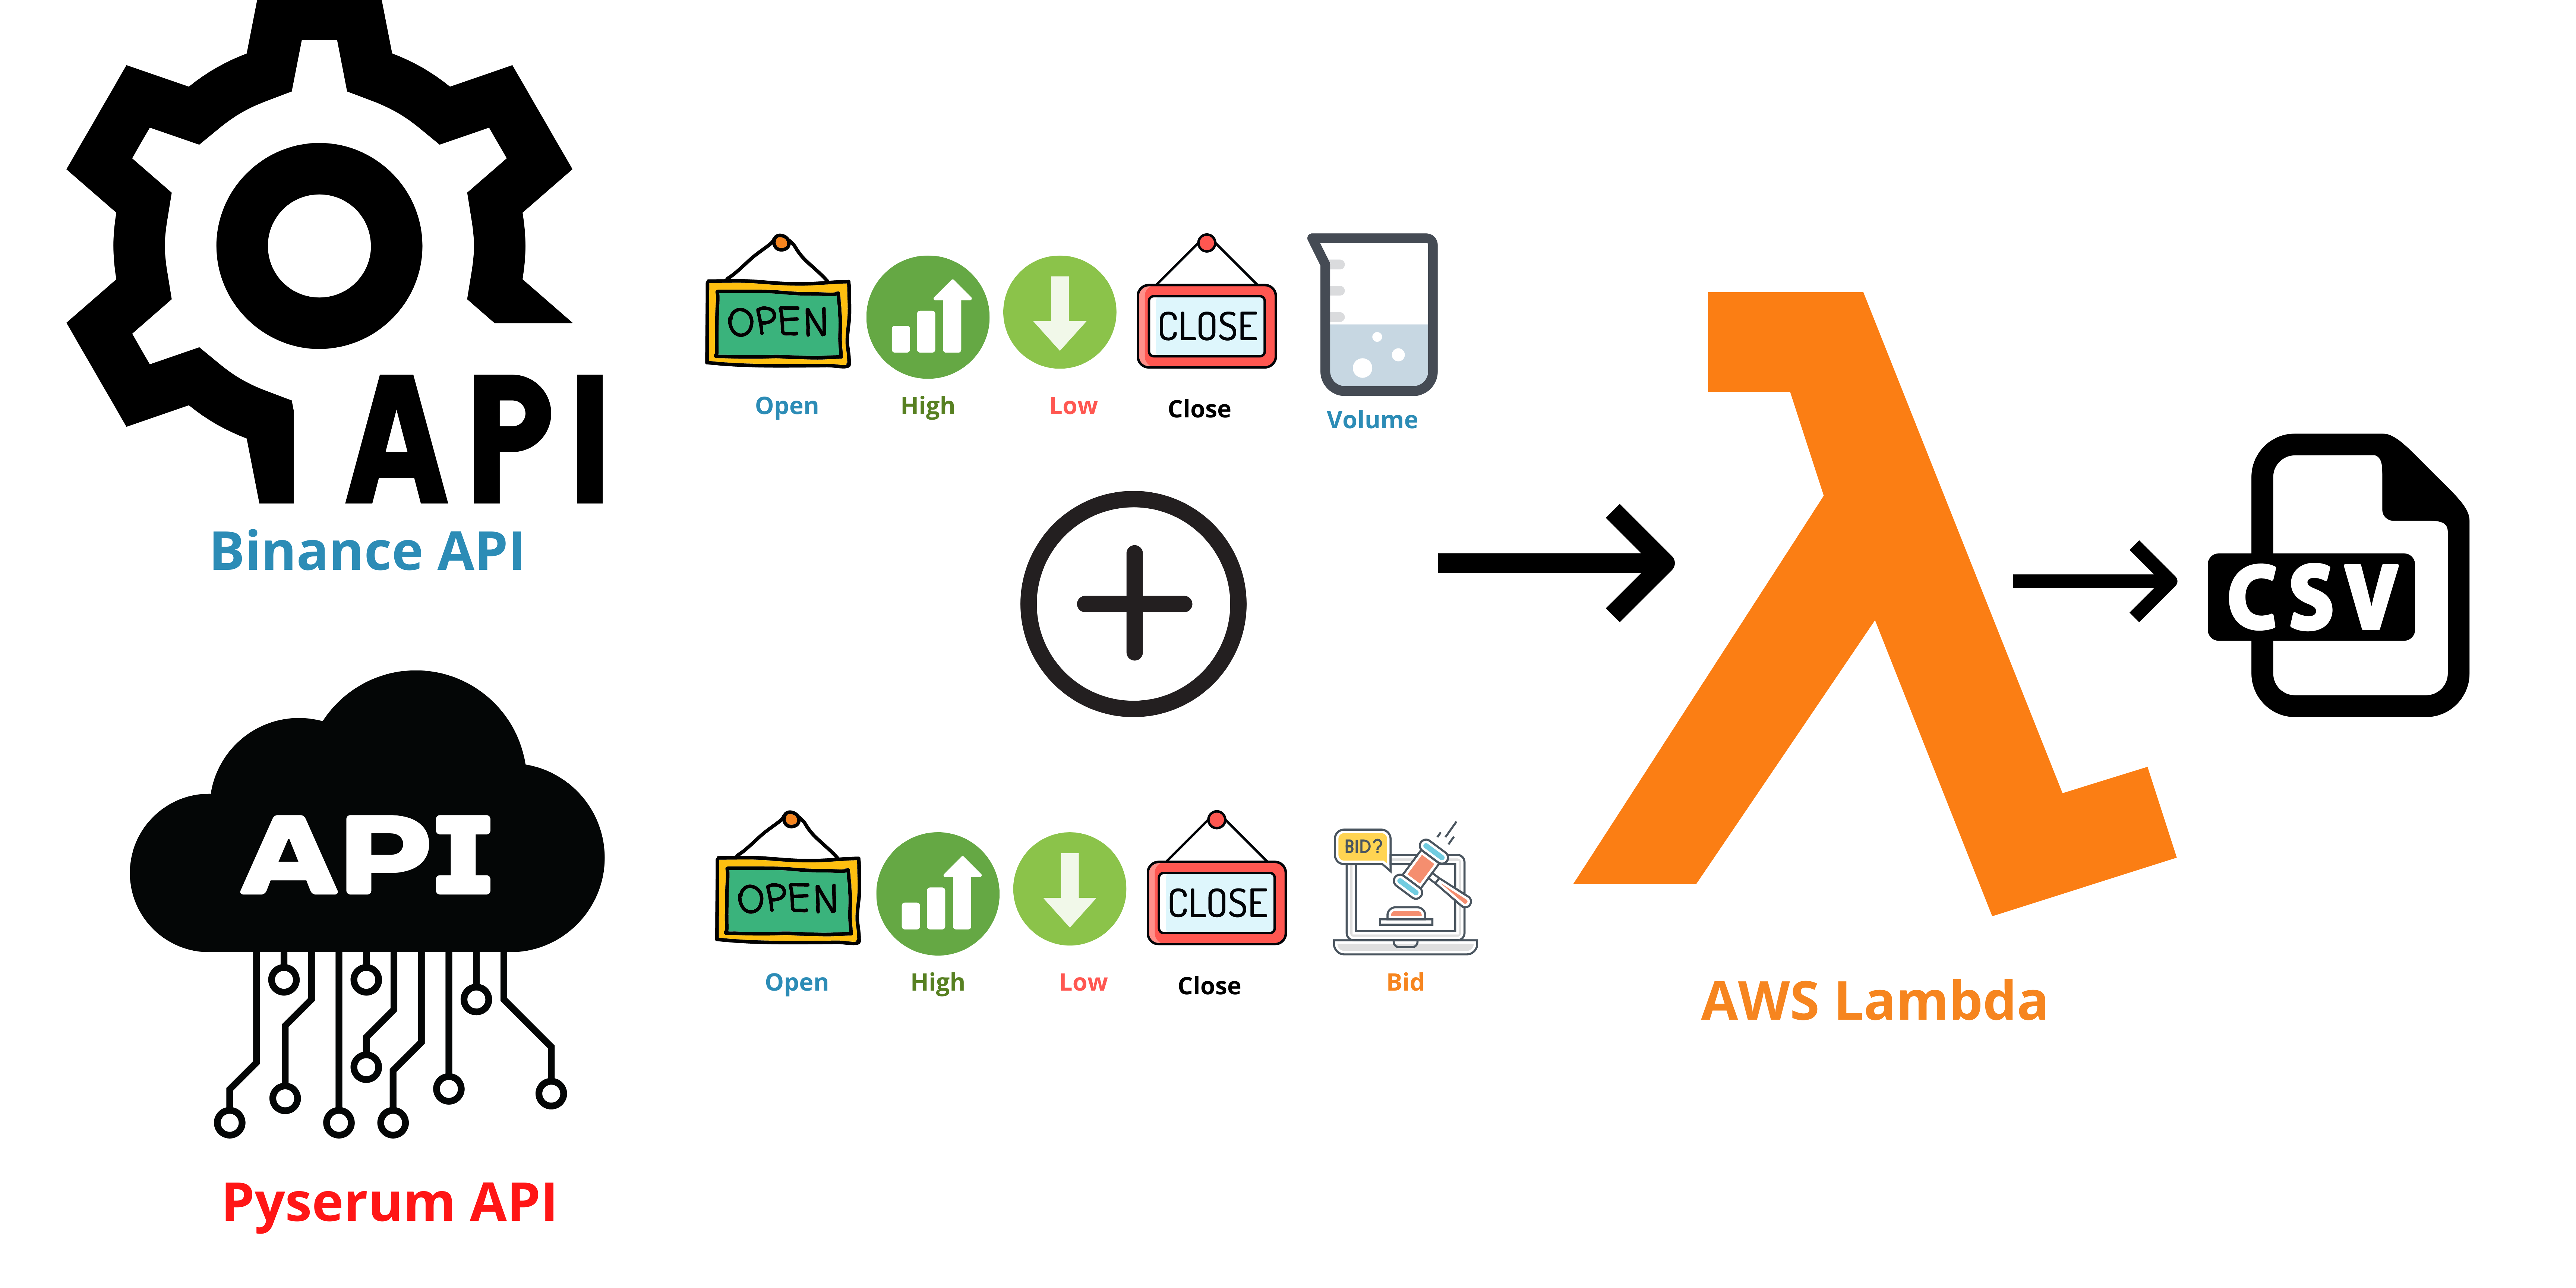 API
Binance API
OPEN
CLOSE
Open
High
Low
Close
Volume
API
Pyserum API
OPEN
CLOSE
BID?
Open
High
Low
Close
Bid
AWS Lambda
CSV